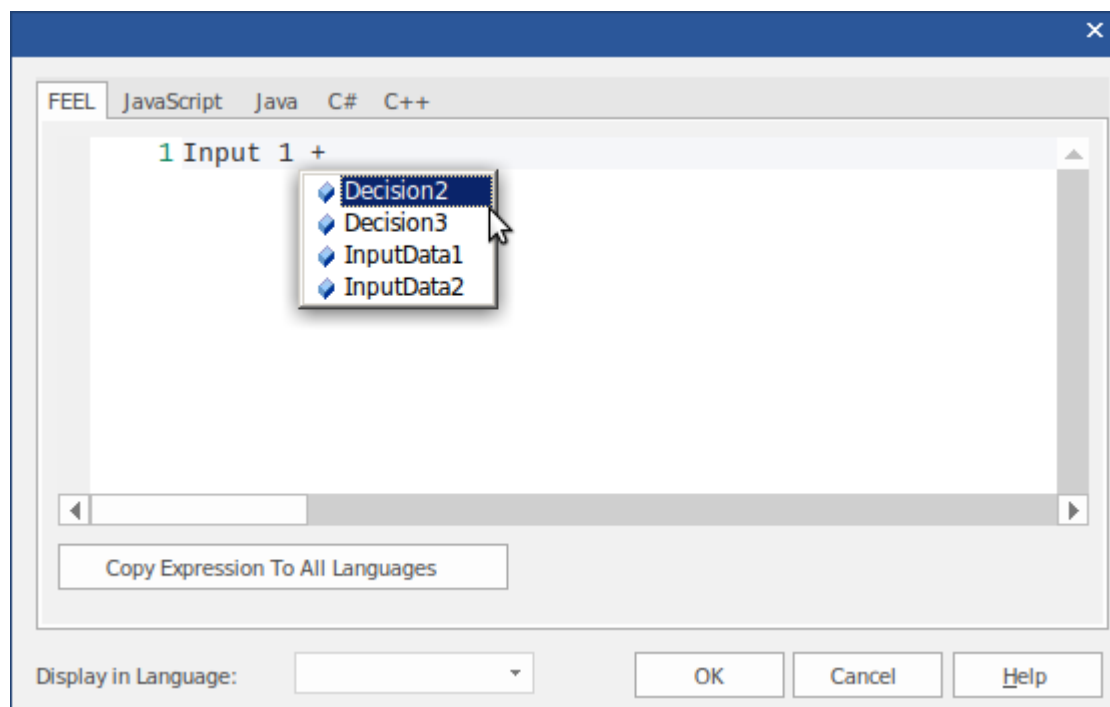 FEEL JavaScript Java C# C++
1 Input 1 +
Decision2
Decision3
InputData1
InputData2
Copy Expression To All Languages
Display in Language: OK Cancel Help